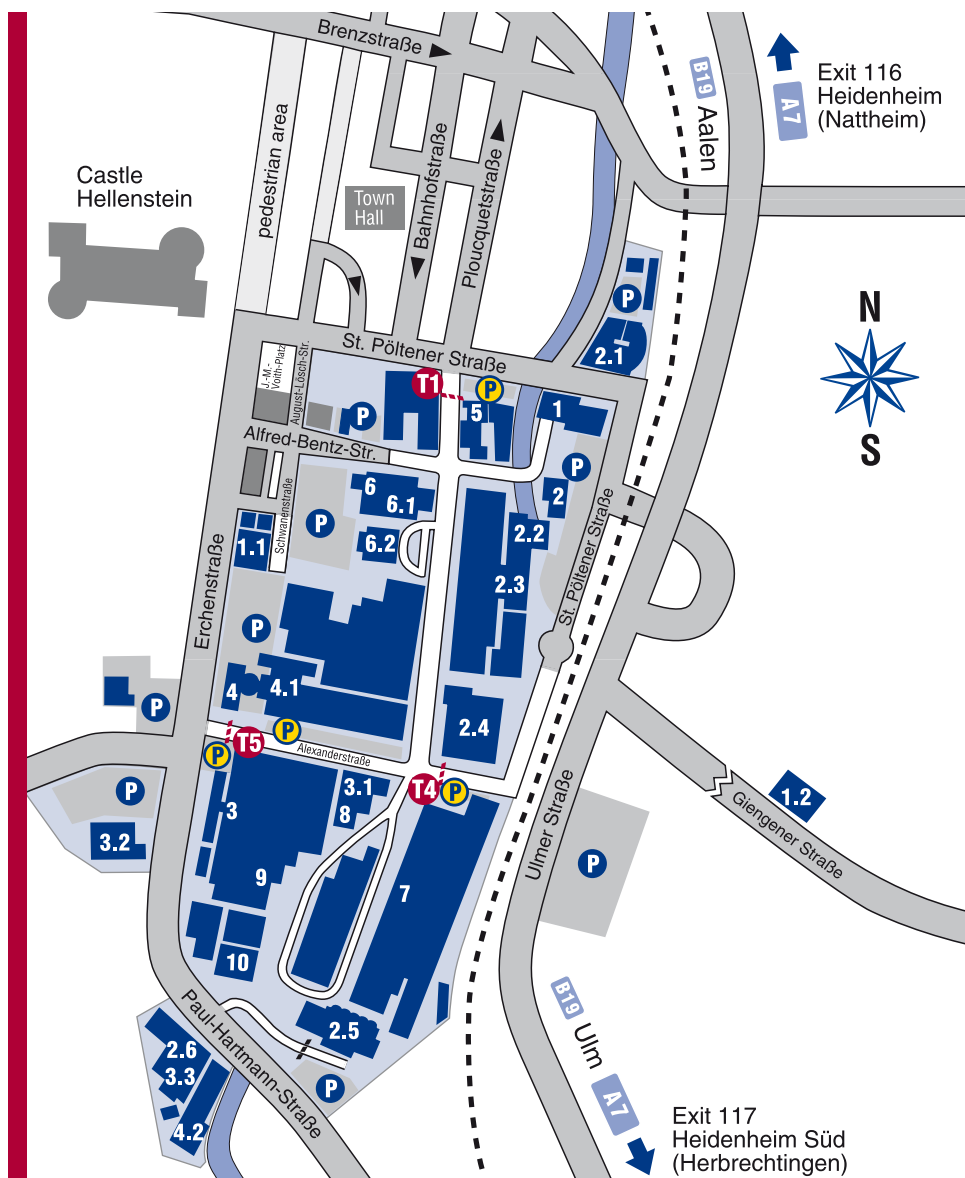 Brenzstraße
B19 Aalen
A7
Exit 116
Heidenheim
(Nattheim)
pedestrian area
Castle
Hellenstein
Town
Hall
Bahnhofstraße
Ploucquetstraße
P
2.1
N
S
St. Pöltener Straße
J.-M.-
Voith-Platz
August-Lösch-Str.
T1
P
5
1
P
Alfred-Bentz-Str.
P
6
6.1
2
P
Schwanenstraße
1.1
6.2
2.2
2.3
St. Pöltener Straße
Erchenstraße
P
4
4.1
P
2.4
P
T5
P
Alexanderstraße
T4
P
P
3.2
3
3.1
8
1.2
Giengener Straße
Ulmer Straße
P
9
7
10
Paul-Hartmann-Straße
2.5
P
2.6
3.3
4.2
B19 Ulm
A7
Exit 117
Heidenheim Süd
(Herbrechtingen)